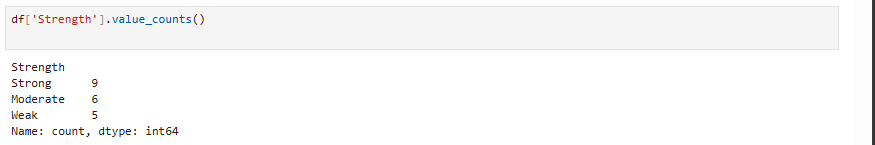 df['Strength'].value_counts()
Strength
Strong      9
Moderate    6
Weak        5
Name: count, dtype: int64